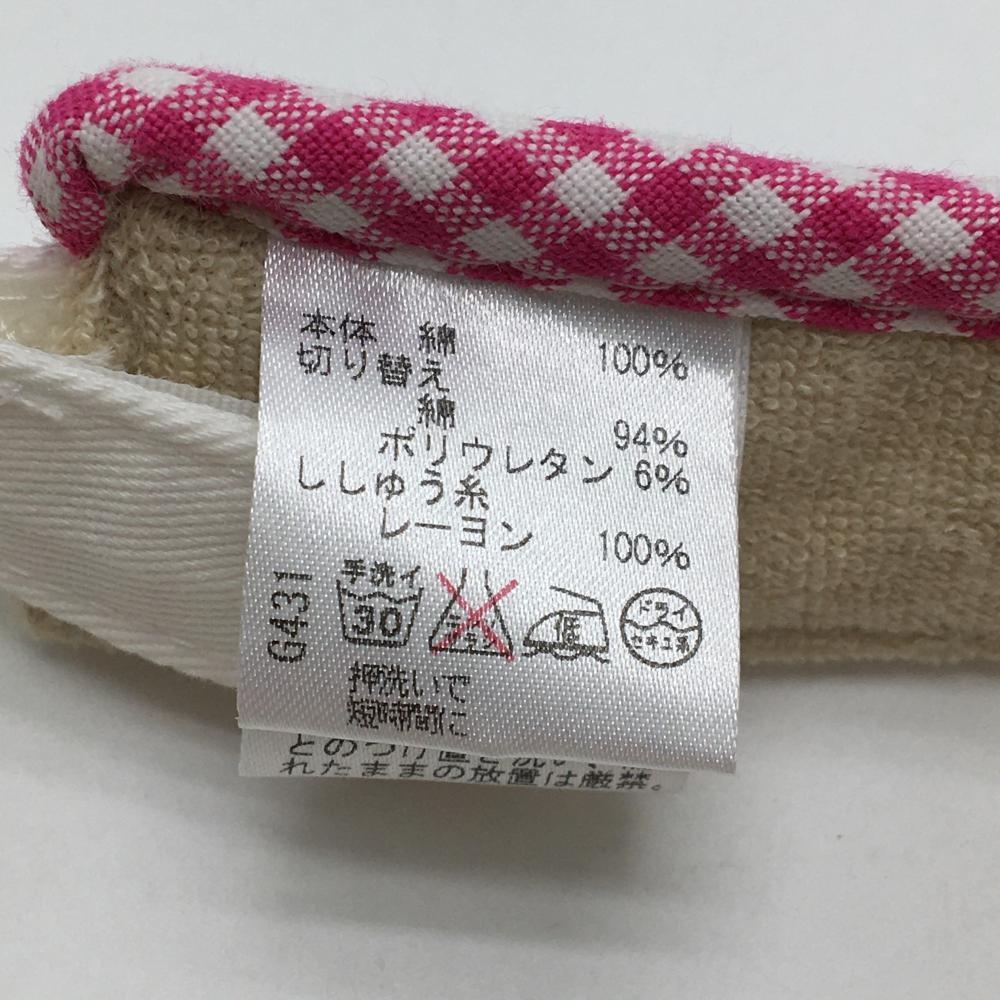 本体 綿 100%
切り替え
綿 94%
ポリウレタン 6%
ししゅう糸
レーヨン 100%
G431
手洗イ
30
低
ドライ
セキユ系
押洗いで
短時間に
れたままの放置は厳禁。